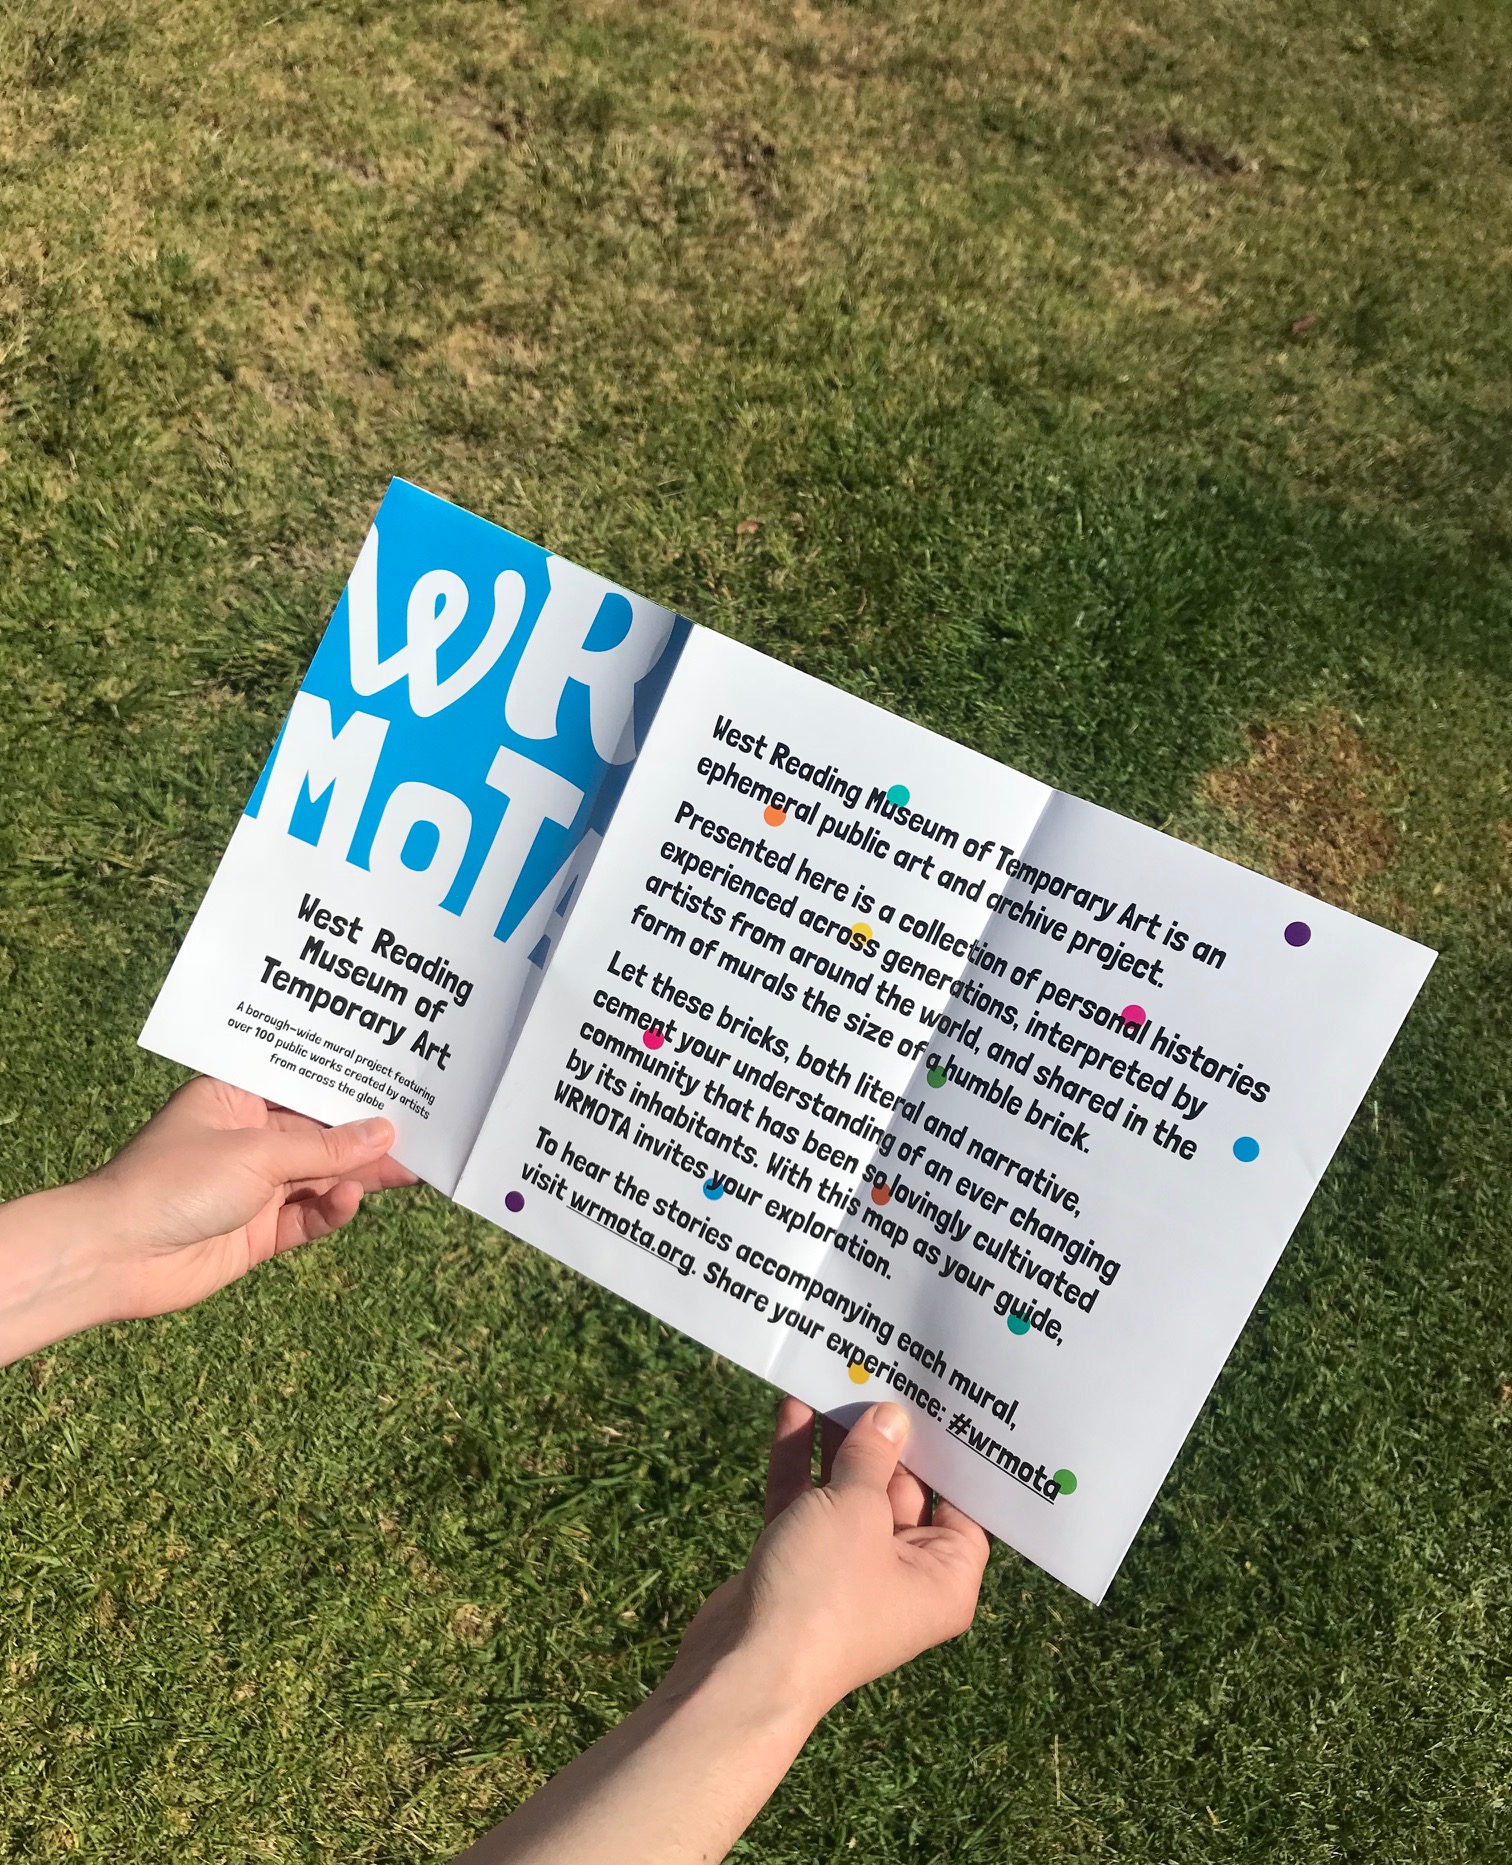 WR
MoTA
West Reading
Museum of
Temporary Art
A borough-wide mural project featuring
over 100 public works created by artists
from across the globe
West Reading Museum of Temporary Art is an
ephemeral public art and archive project.
Presented here is a collection of personal histories
experienced across generations, interpreted by
artists from around the world, and shared in the
form of murals the size of a humble brick.
Let these bricks, both literal and narrative,
cement your understanding of an ever changing
community that has been so lovingly cultivated
by its inhabitants. With this map as your guide,
WRMOTA invites your exploration.
To hear the stories accompanying each mural,
visit wrmota.org. Share your experience: #wrmota